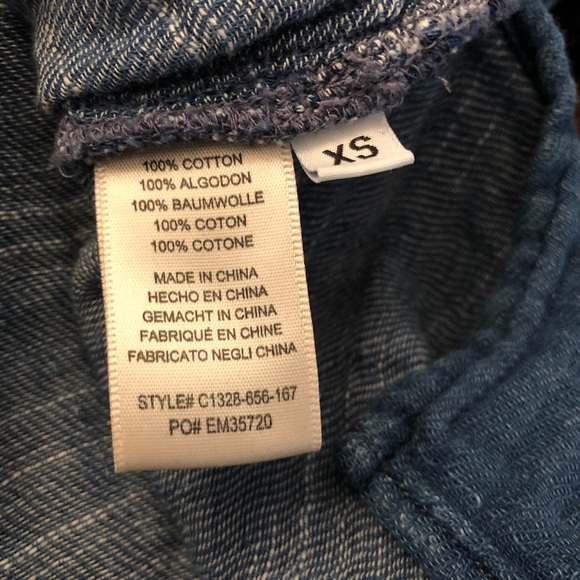 100% COTTON
100% ALGODON
100% BAUMWOLLE
100% COTON
100% COTONE
MADE IN CHINA
HECHO EN CHINA
GEMACHT IN CHINA
FABRIQUÉ EN CHINE
FABRICATO NEGLI CHINA
STYLE# C1328-656-167
PO# EM35720
XS